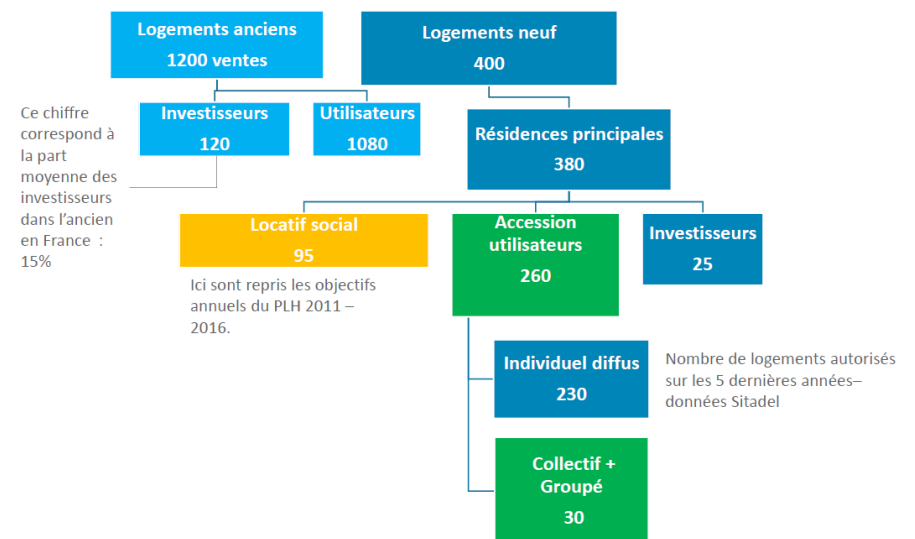 Logements anciens
1200 ventes
Logements neuf
400
Ce chiffre
correspond à
la part
moyenne des
investisseurs
dans l'ancien
en France :
15%
Investisseurs
120
Utilisateurs
1080
Résidences principales
380
Locatif social
95
Ici sont repris les objectifs
annuels du PLH 2011 –
2016.
Accession
utilisateurs
260
Investisseurs
25
Individuel diffus
230
Nombre de logements autorisés
sur les 5 dernières années–
données Sitadel
Collectif +
Groupé
30